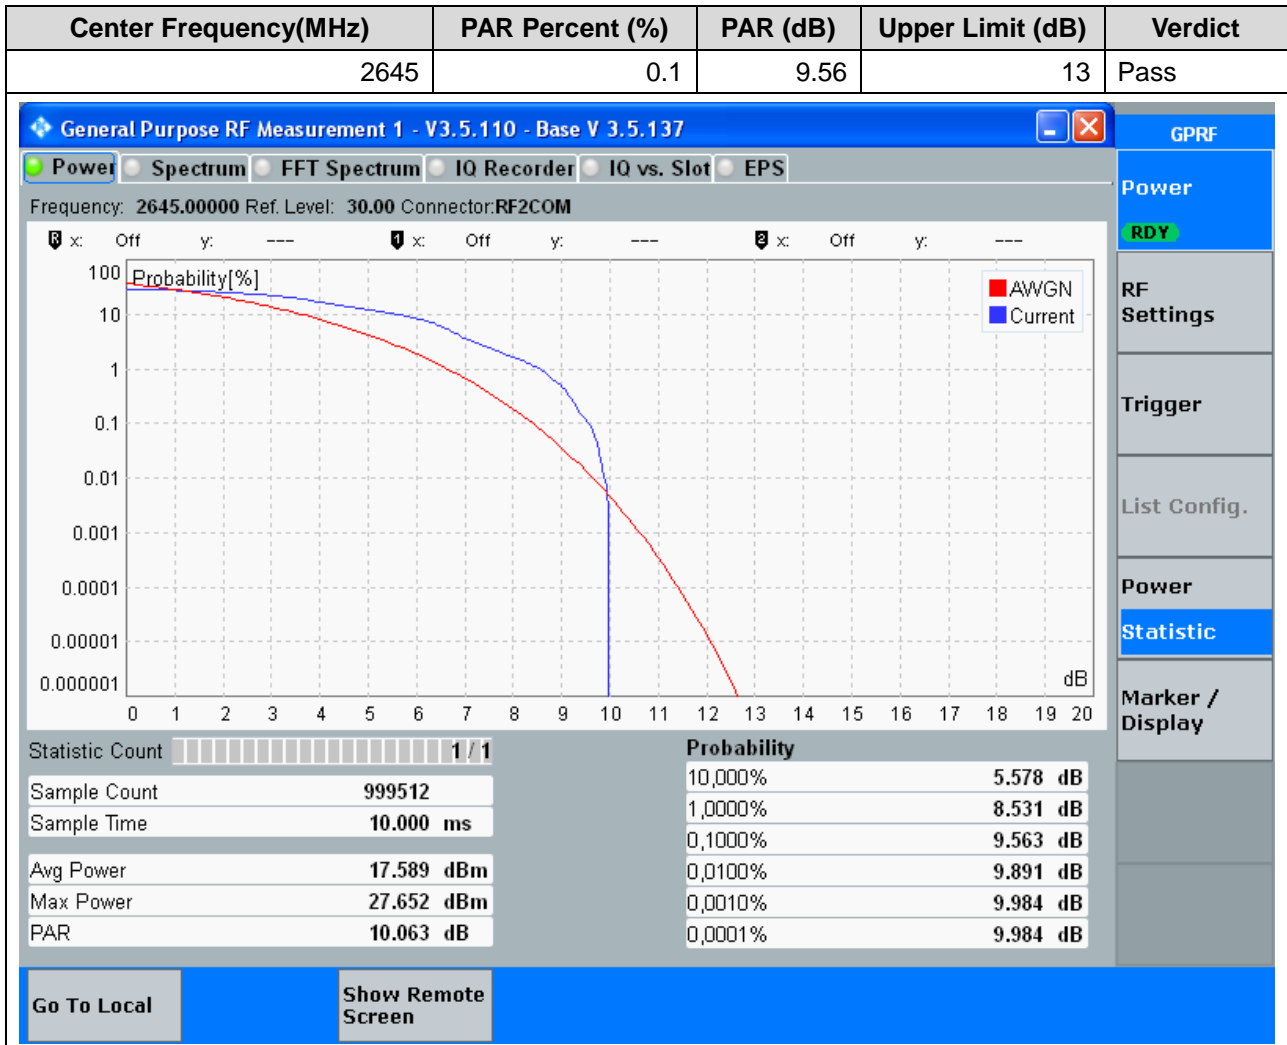 Center Frequency(MHz) PAR Percent (%) PAR (dB) Upper Limit (dB) Verdict
2645 0.1 9.56 13 Pass
General Purpose RF Measurement 1 - V3.5.110 - Base V 3.5.137
GPRF
Power Spectrum FFT Spectrum IQ Recorder IQ vs. Slot EPS
Frequency: 2645.00000 Ref. Level: 30.00 Connector:RF2COM
R x: Off y: --- 1 x: Off y: --- 2 x: Off y: ---
Probability[%]
AWGN
Current
100
10
1
0.1
0.01
0.001
0.0001
0.00001
0.000001
dB
0 1 2 3 4 5 6 7 8 9 10 11 12 13 14 15 16 17 18 19 20
Statistic Count 1 / 1
Sample Count 999512
Sample Time 10.000 ms
Avg Power 17.589 dBm
Max Power 27.652 dBm
PAR 10.063 dB
Probability
10,000% 5.578 dB
1,0000% 8.531 dB
0,1000% 9.563 dB
0,0100% 9.891 dB
0,0010% 9.984 dB
0,0001% 9.984 dB
Power
RDY
RF
Settings
Trigger
List Config.
Power
Statistic
Marker /
Display
Go To Local
Show Remote
Screen